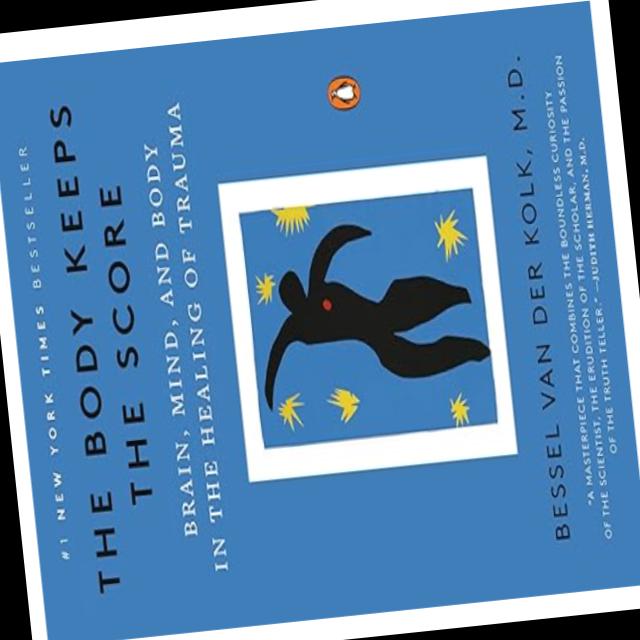 #1 NEW YORK TIMES BESTSELLER
THE BODY KEEPS
THE SCORE
BRAIN, MIND, AND BODY
IN THE HEALING OF TRAUMA
BESSEL VAN DER KOLK, M.D.
"A MASTERPIECE THAT COMBINES THE BOUNDLESS CURIOSITY
OF THE SCIENTIST, THE ERUDITION OF THE SCHOLAR, AND THE PASSION
OF THE TRUTH TELLER." —JUDITH HERMAN, M.D.